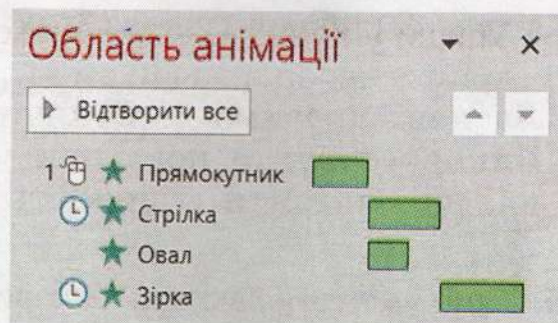 Область анімації
Відтворити все
1 Прямокутник
Стрілка
Овал
Зірка